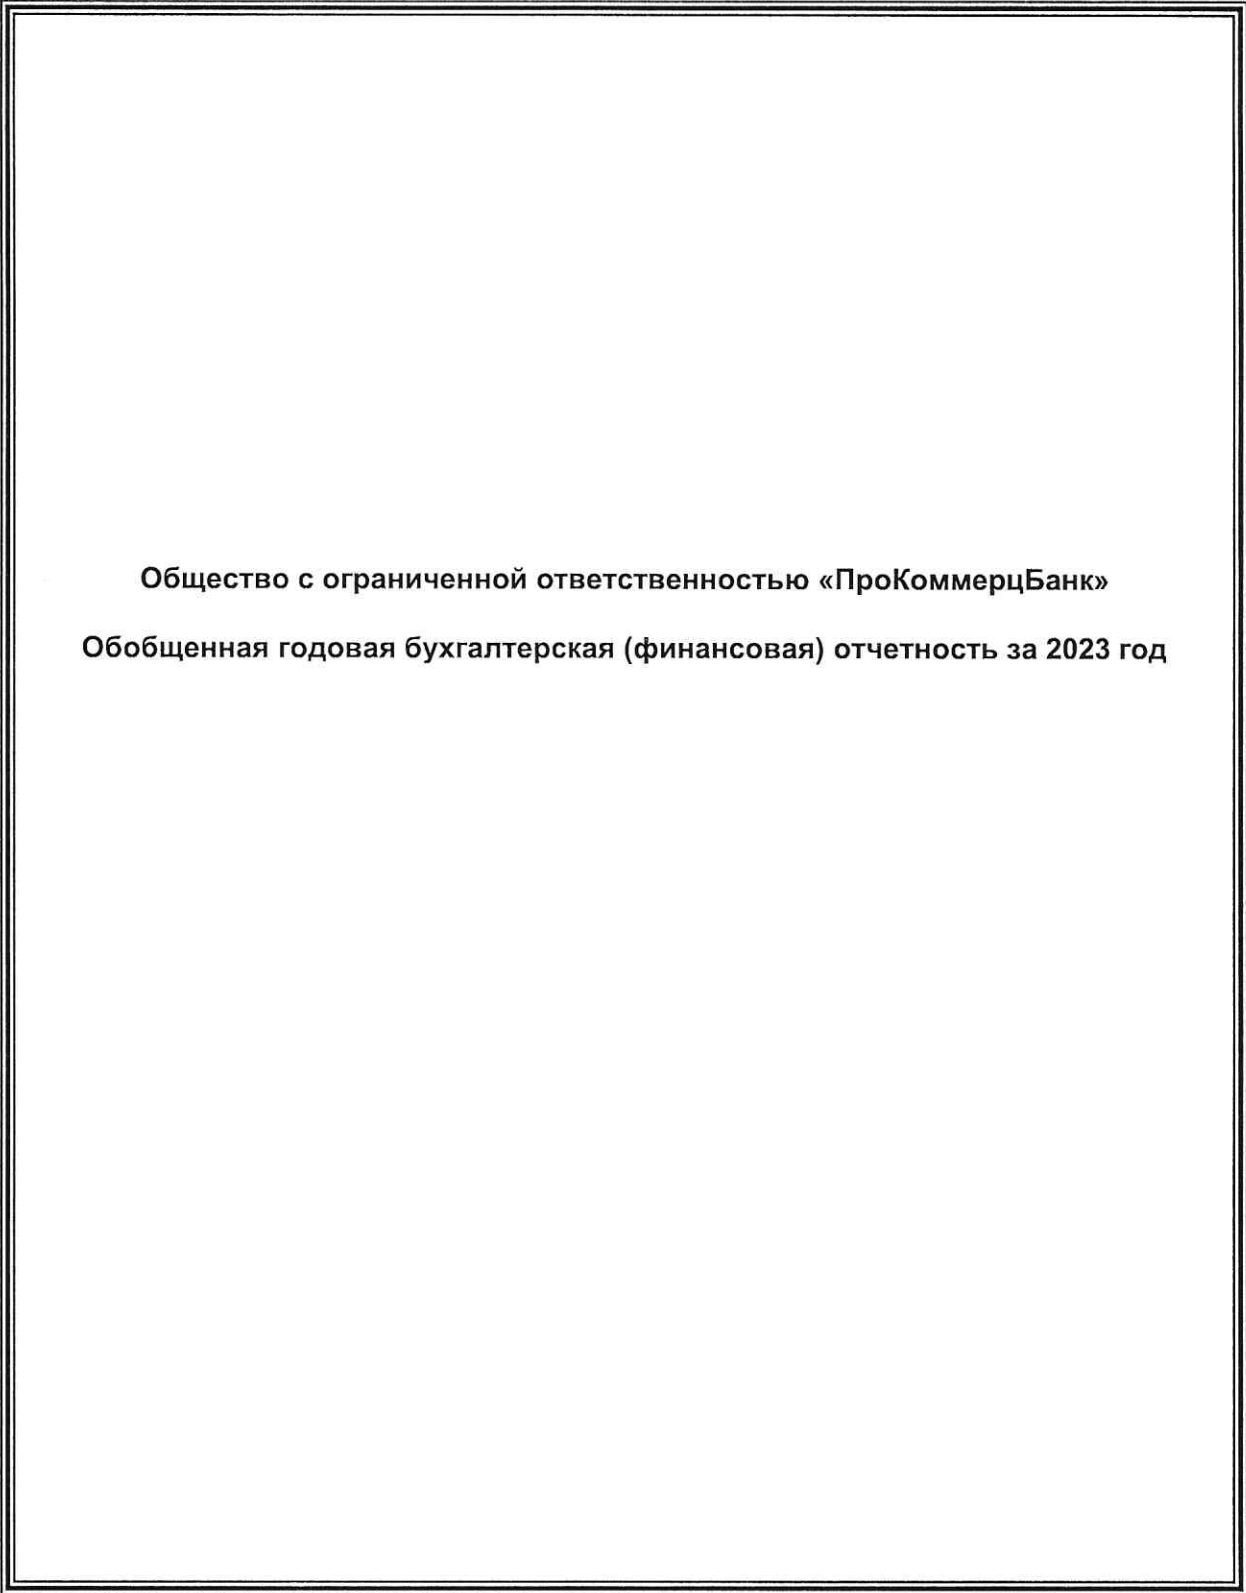 Общество с ограниченной ответственностью «ПроКоммерцБанк»
Обобщенная годовая бухгалтерская (финансовая) отчетность за 2023 год